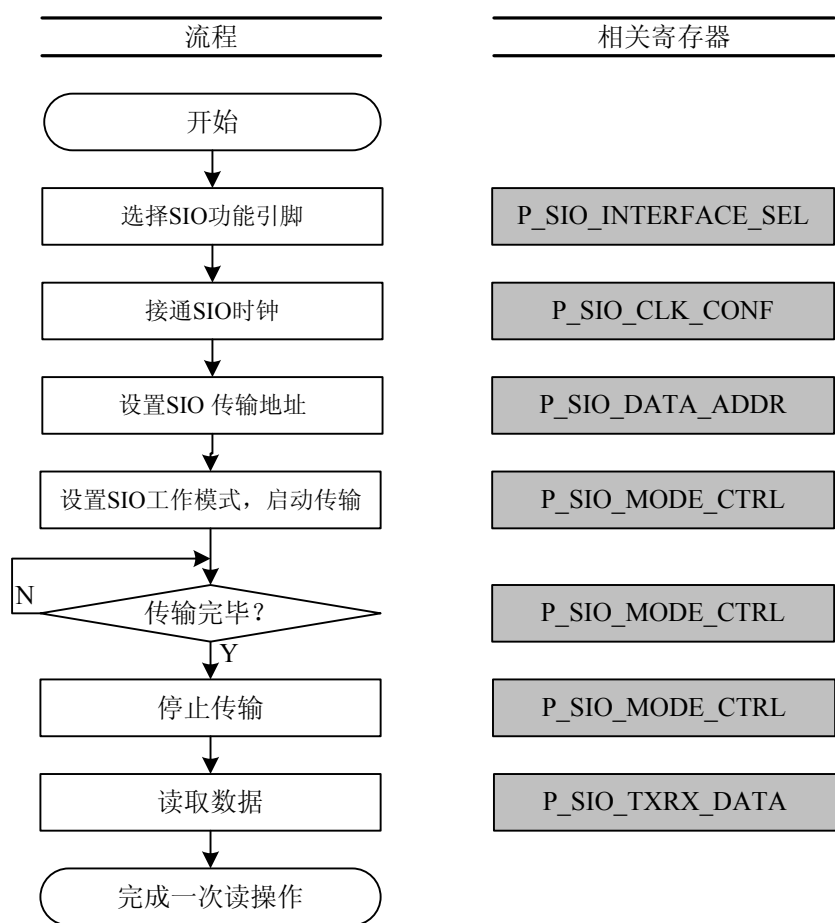 流程
相关寄存器
开始
选择SIO功能引脚
P_SIO_INTERFACE_SEL
接通SIO时钟
P_SIO_CLK_CONF
设置SIO 传输地址
P_SIO_DATA_ADDR
设置SIO工作模式，启动传输
P_SIO_MODE_CTRL
N
传输完毕？
P_SIO_MODE_CTRL
Y
停止传输
P_SIO_MODE_CTRL
读取数据
P_SIO_TXRX_DATA
完成一次读操作